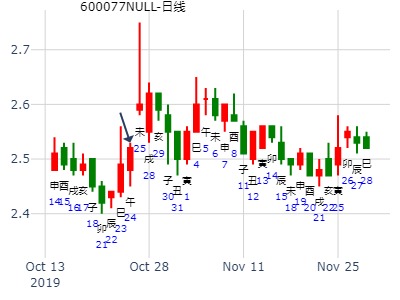 600077NULL-日线
2.7
2.6
2.5
2.4
申
14
酉
15
戌
16
亥
17
子
18
卯
21
辰
22
巳
23
午
24
未
25
戌
28
亥
29
子
30
丑
31
寅
1
巳
4
午
5
未
6
申
7
酉
8
子
11
丑
12
寅
13
卯
14
辰
15
未
18
申
19
酉
20
戌
21
亥
22
寅
25
卯
26
辰
27
巳
28
Oct 13
2019
Oct 28
Nov 11
Nov 25